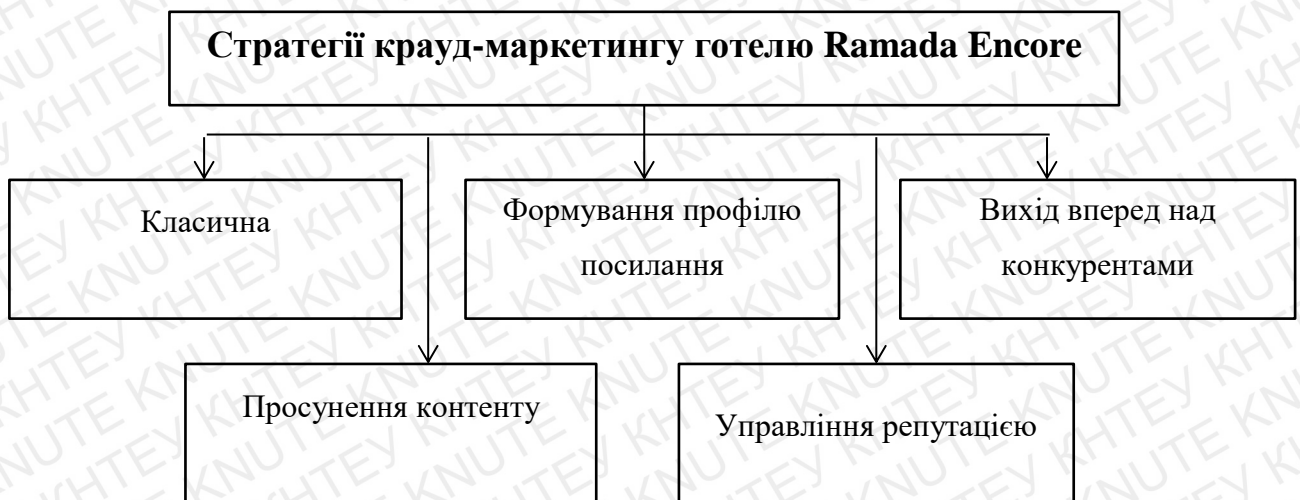 Стратегії крауд-маркетингу готелю Ramada Encore
Класична
Формування профілю
посилання
Вихід вперед над
конкурентами
Просунення контенту
Управління репутацією